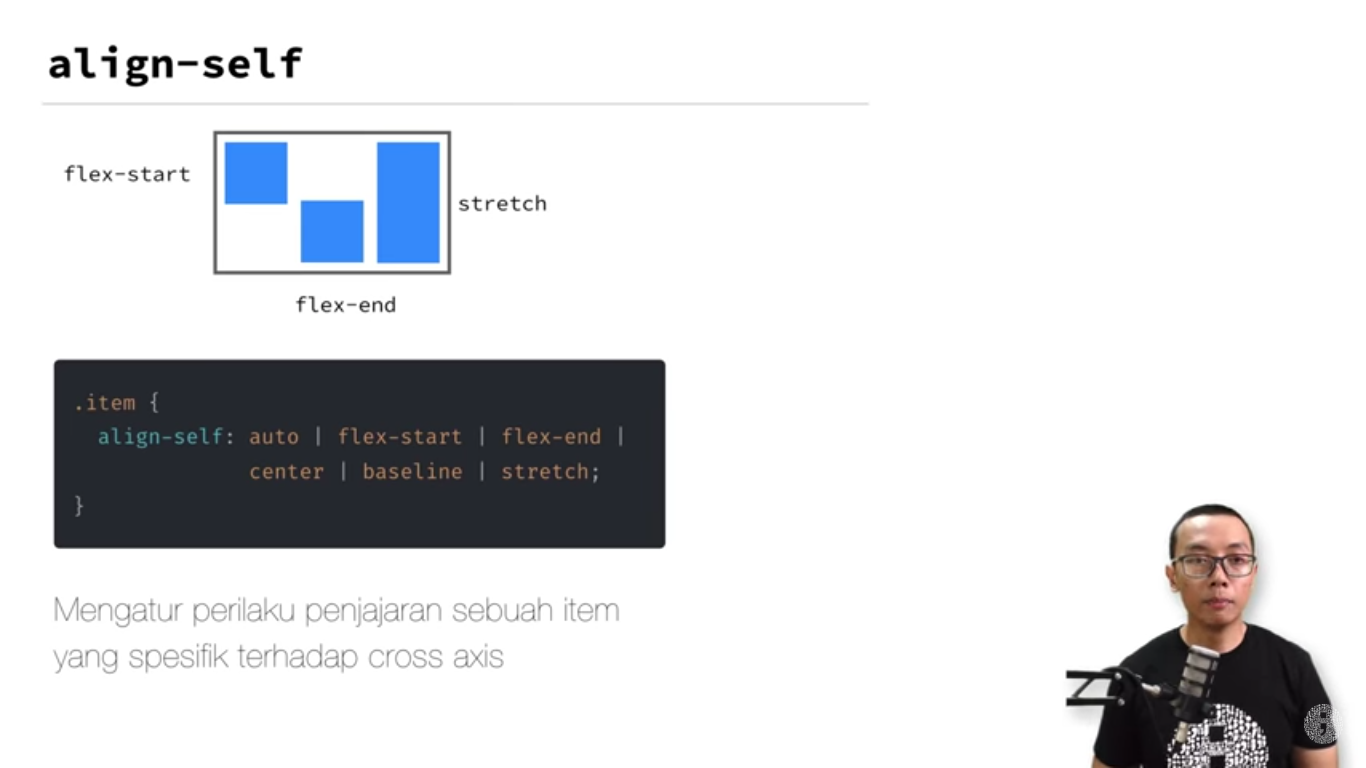 align-self
flex-start
stretch
flex-end
.item {
align-self: auto | flex-start | flex-end |
center | baseline | stretch;
}
Mengatur perilaku penjajaran sebuah item
yang spesifik terhadap cross axis